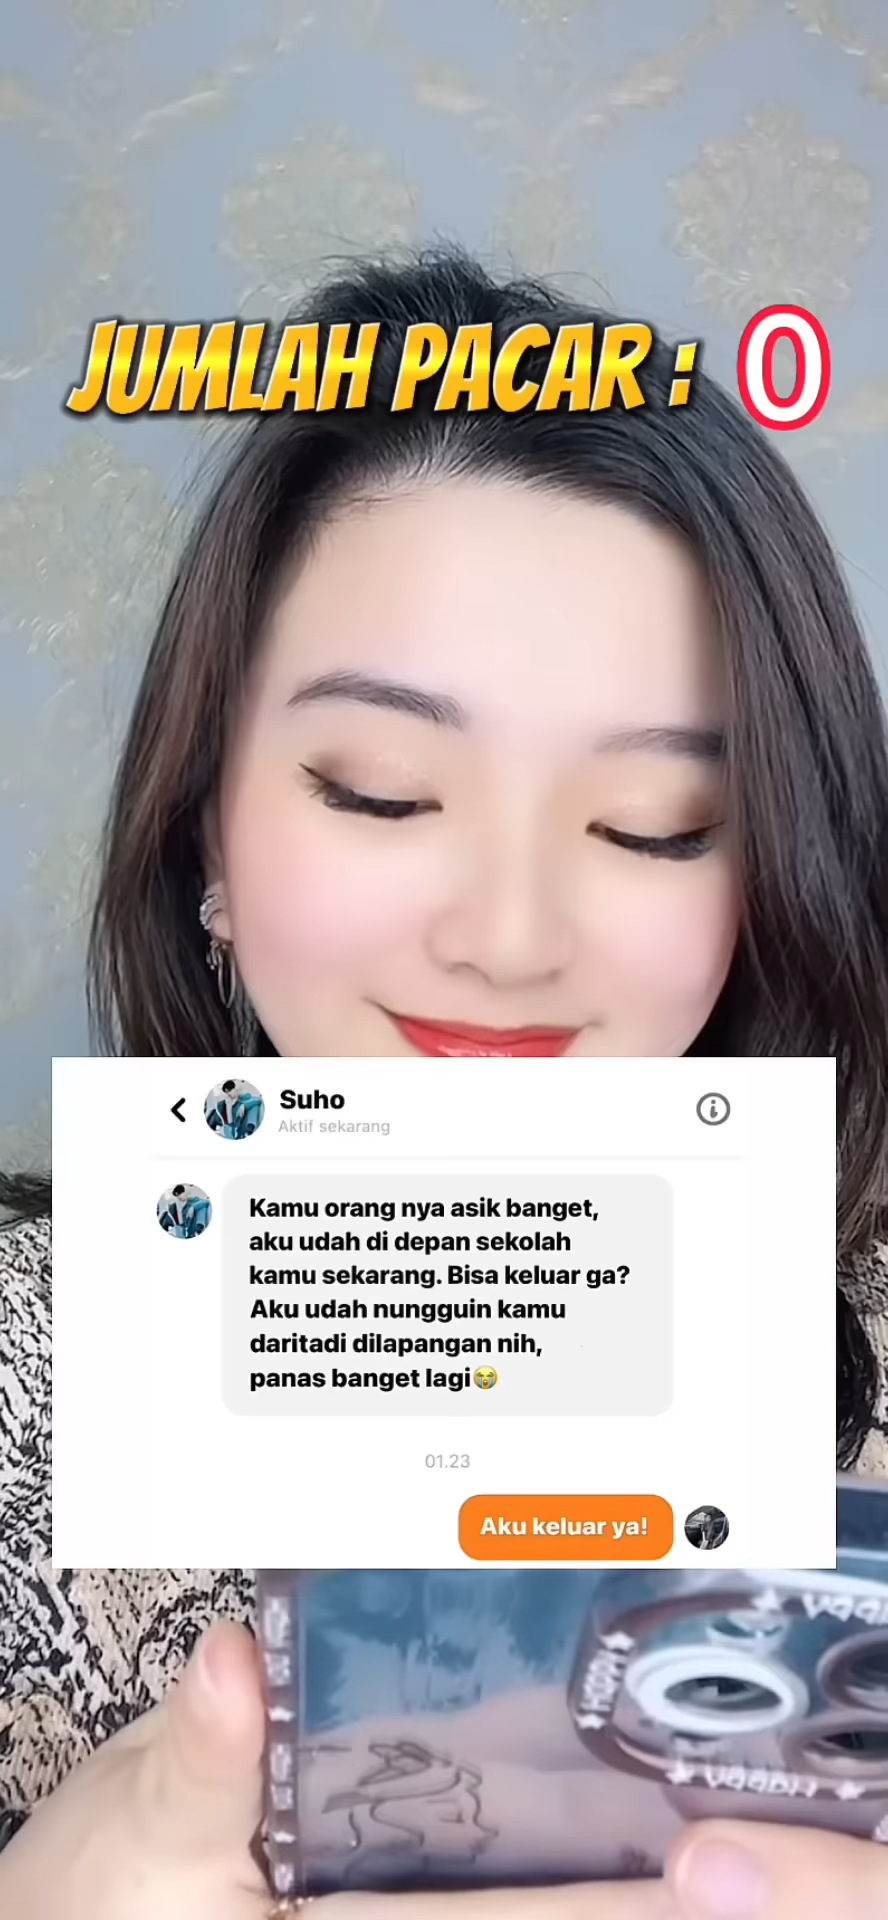 JUMLAH PACAR : 0
Suho
Aktif sekarang
Kamu orang nya asik banget,
aku udah di depan sekolah
kamu sekarang. Bisa keluar ga?
Aku udah nungguin kamu
daritadi dilapangan nih,
panas banget lagi😭
01.23
Aku keluar ya!